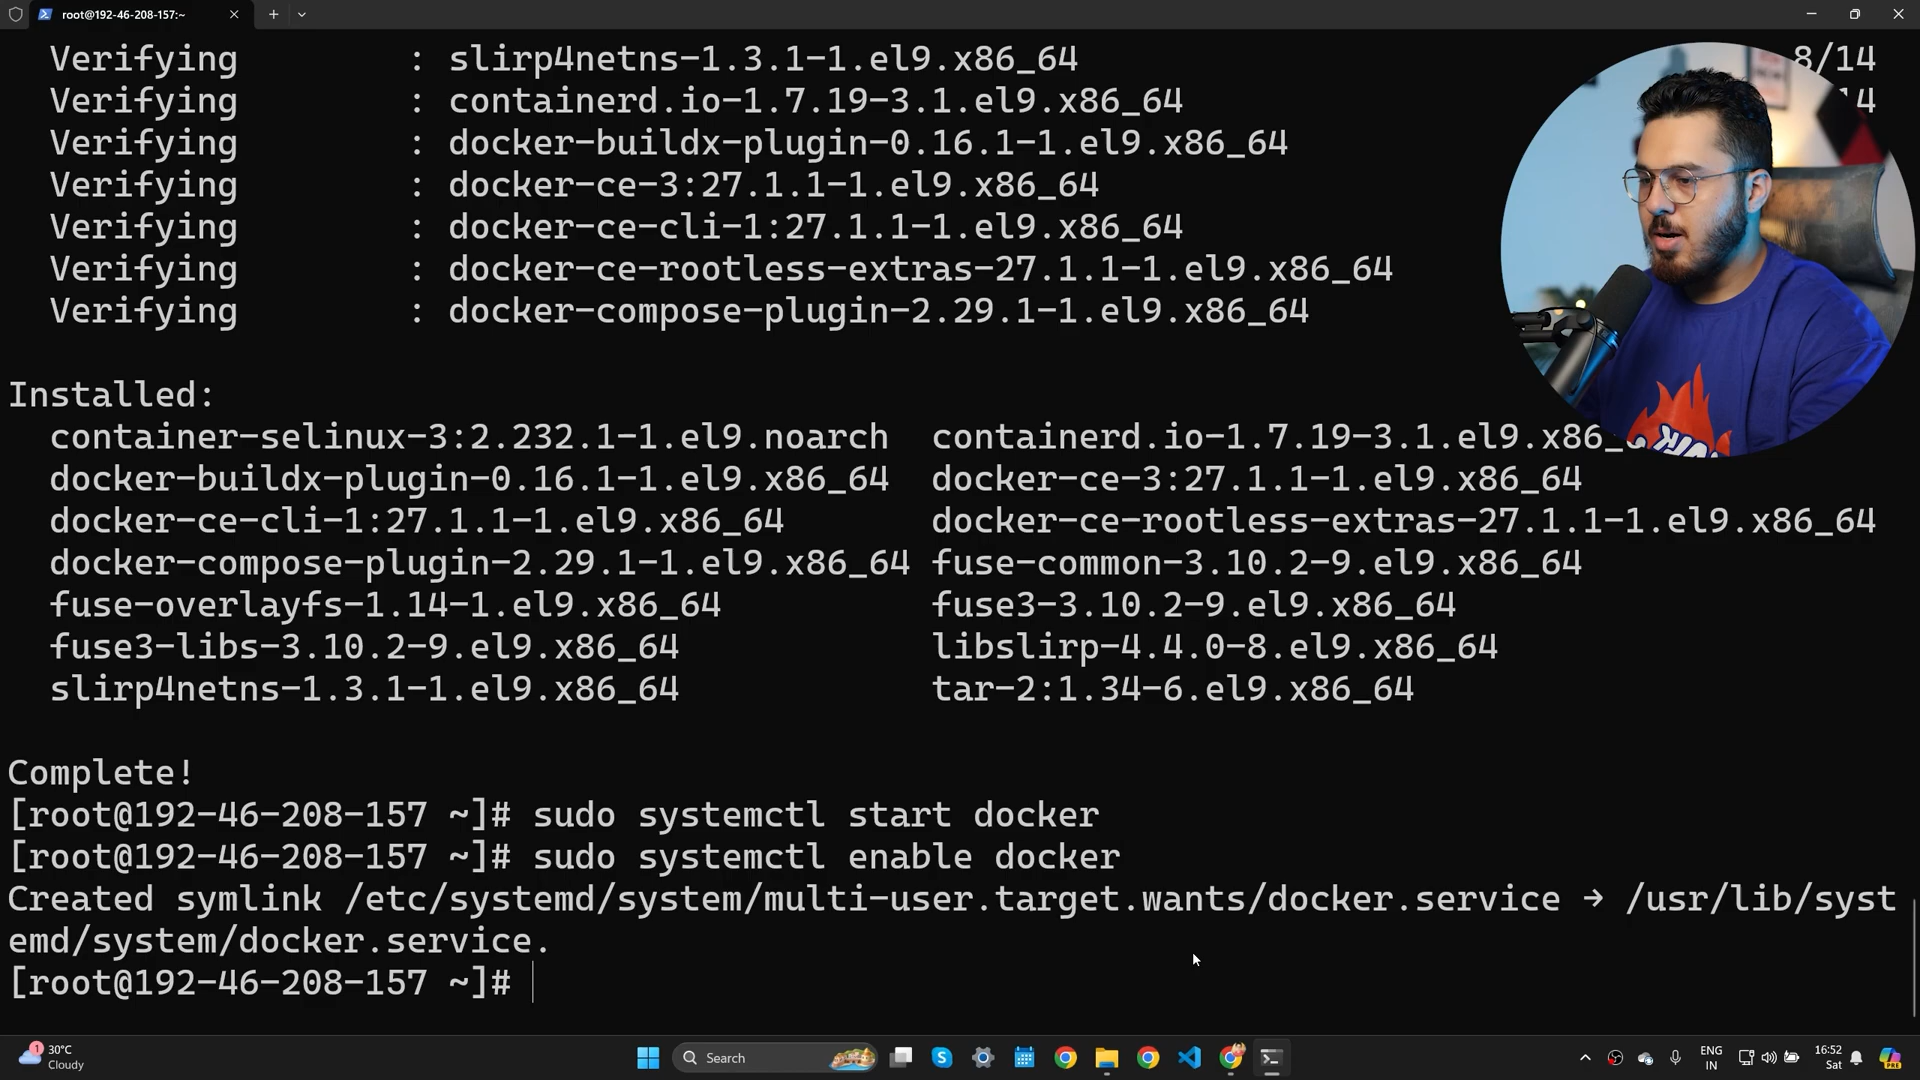 root@192-46-208-157:~
Verifying : slirp4netns-1.3.1-1.el9.x86_64 8/14
Verifying : containerd.io-1.7.19-3.1.el9.x86_64 14
Verifying : docker-buildx-plugin-0.16.1-1.el9.x86_64
Verifying : docker-ce-3:27.1.1-1.el9.x86_64
Verifying : docker-ce-cli-1:27.1.1-1.el9.x86_64
Verifying : docker-ce-rootless-extras-27.1.1-1.el9.x86_64
Verifying : docker-compose-plugin-2.29.1-1.el9.x86_64
Installed:
container-selinux-3:2.232.1-1.el9.noarch containerd.io-1.7.19-3.1.el9.x86_
docker-buildx-plugin-0.16.1-1.el9.x86_64 docker-ce-3:27.1.1-1.el9.x86_64
docker-ce-cli-1:27.1.1-1.el9.x86_64 docker-ce-rootless-extras-27.1.1-1.el9.x86_64
docker-compose-plugin-2.29.1-1.el9.x86_64 fuse-common-3.10.2-9.el9.x86_64
fuse-overlayfs-1.14-1.el9.x86_64 fuse3-3.10.2-9.el9.x86_64
fuse3-libs-3.10.2-9.el9.x86_64 libslirp-4.4.0-8.el9.x86_64
slirp4netns-1.3.1-1.el9.x86_64 tar-2:1.34-6.el9.x86_64
Complete!
[root@192-46-208-157 ~]# sudo systemctl start docker
[root@192-46-208-157 ~]# sudo systemctl enable docker
Created symlink /etc/systemd/system/multi-user.target.wants/docker.service → /usr/lib/syst
emd/system/docker.service.
[root@192-46-208-157 ~]#
1
30°C
Cloudy
Search
ENG
IN
16:52
Sat
PRE